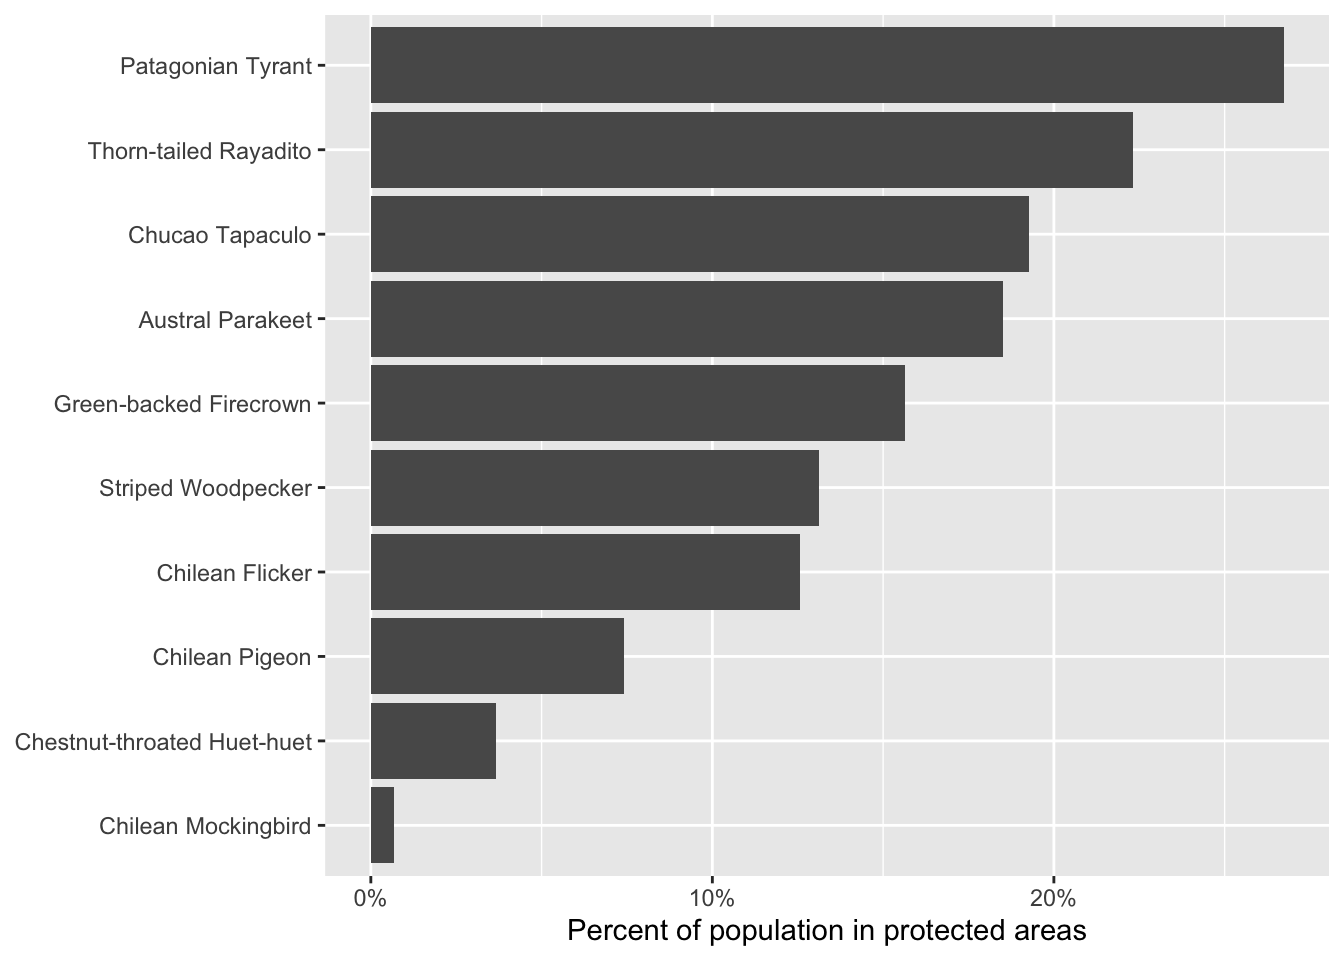 Patagonian Tyrant
Thorn-tailed Rayadito
Chucao Tapaculo
Austral Parakeet
Green-backed Firecrown
Striped Woodpecker
Chilean Flicker
Chilean Pigeon
Chestnut-throated Huet-huet
Chilean Mockingbird
0% 10% 20%
Percent of population in protected areas